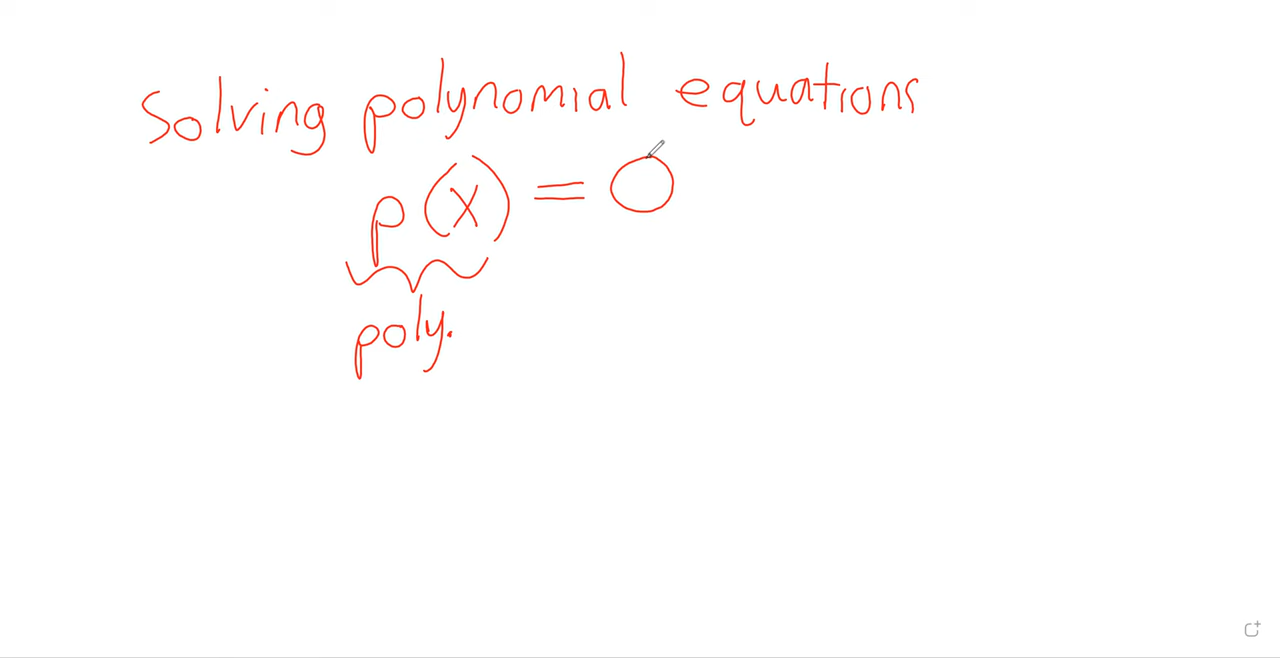 Solving polynomial equations
p(x) = 0
poly.